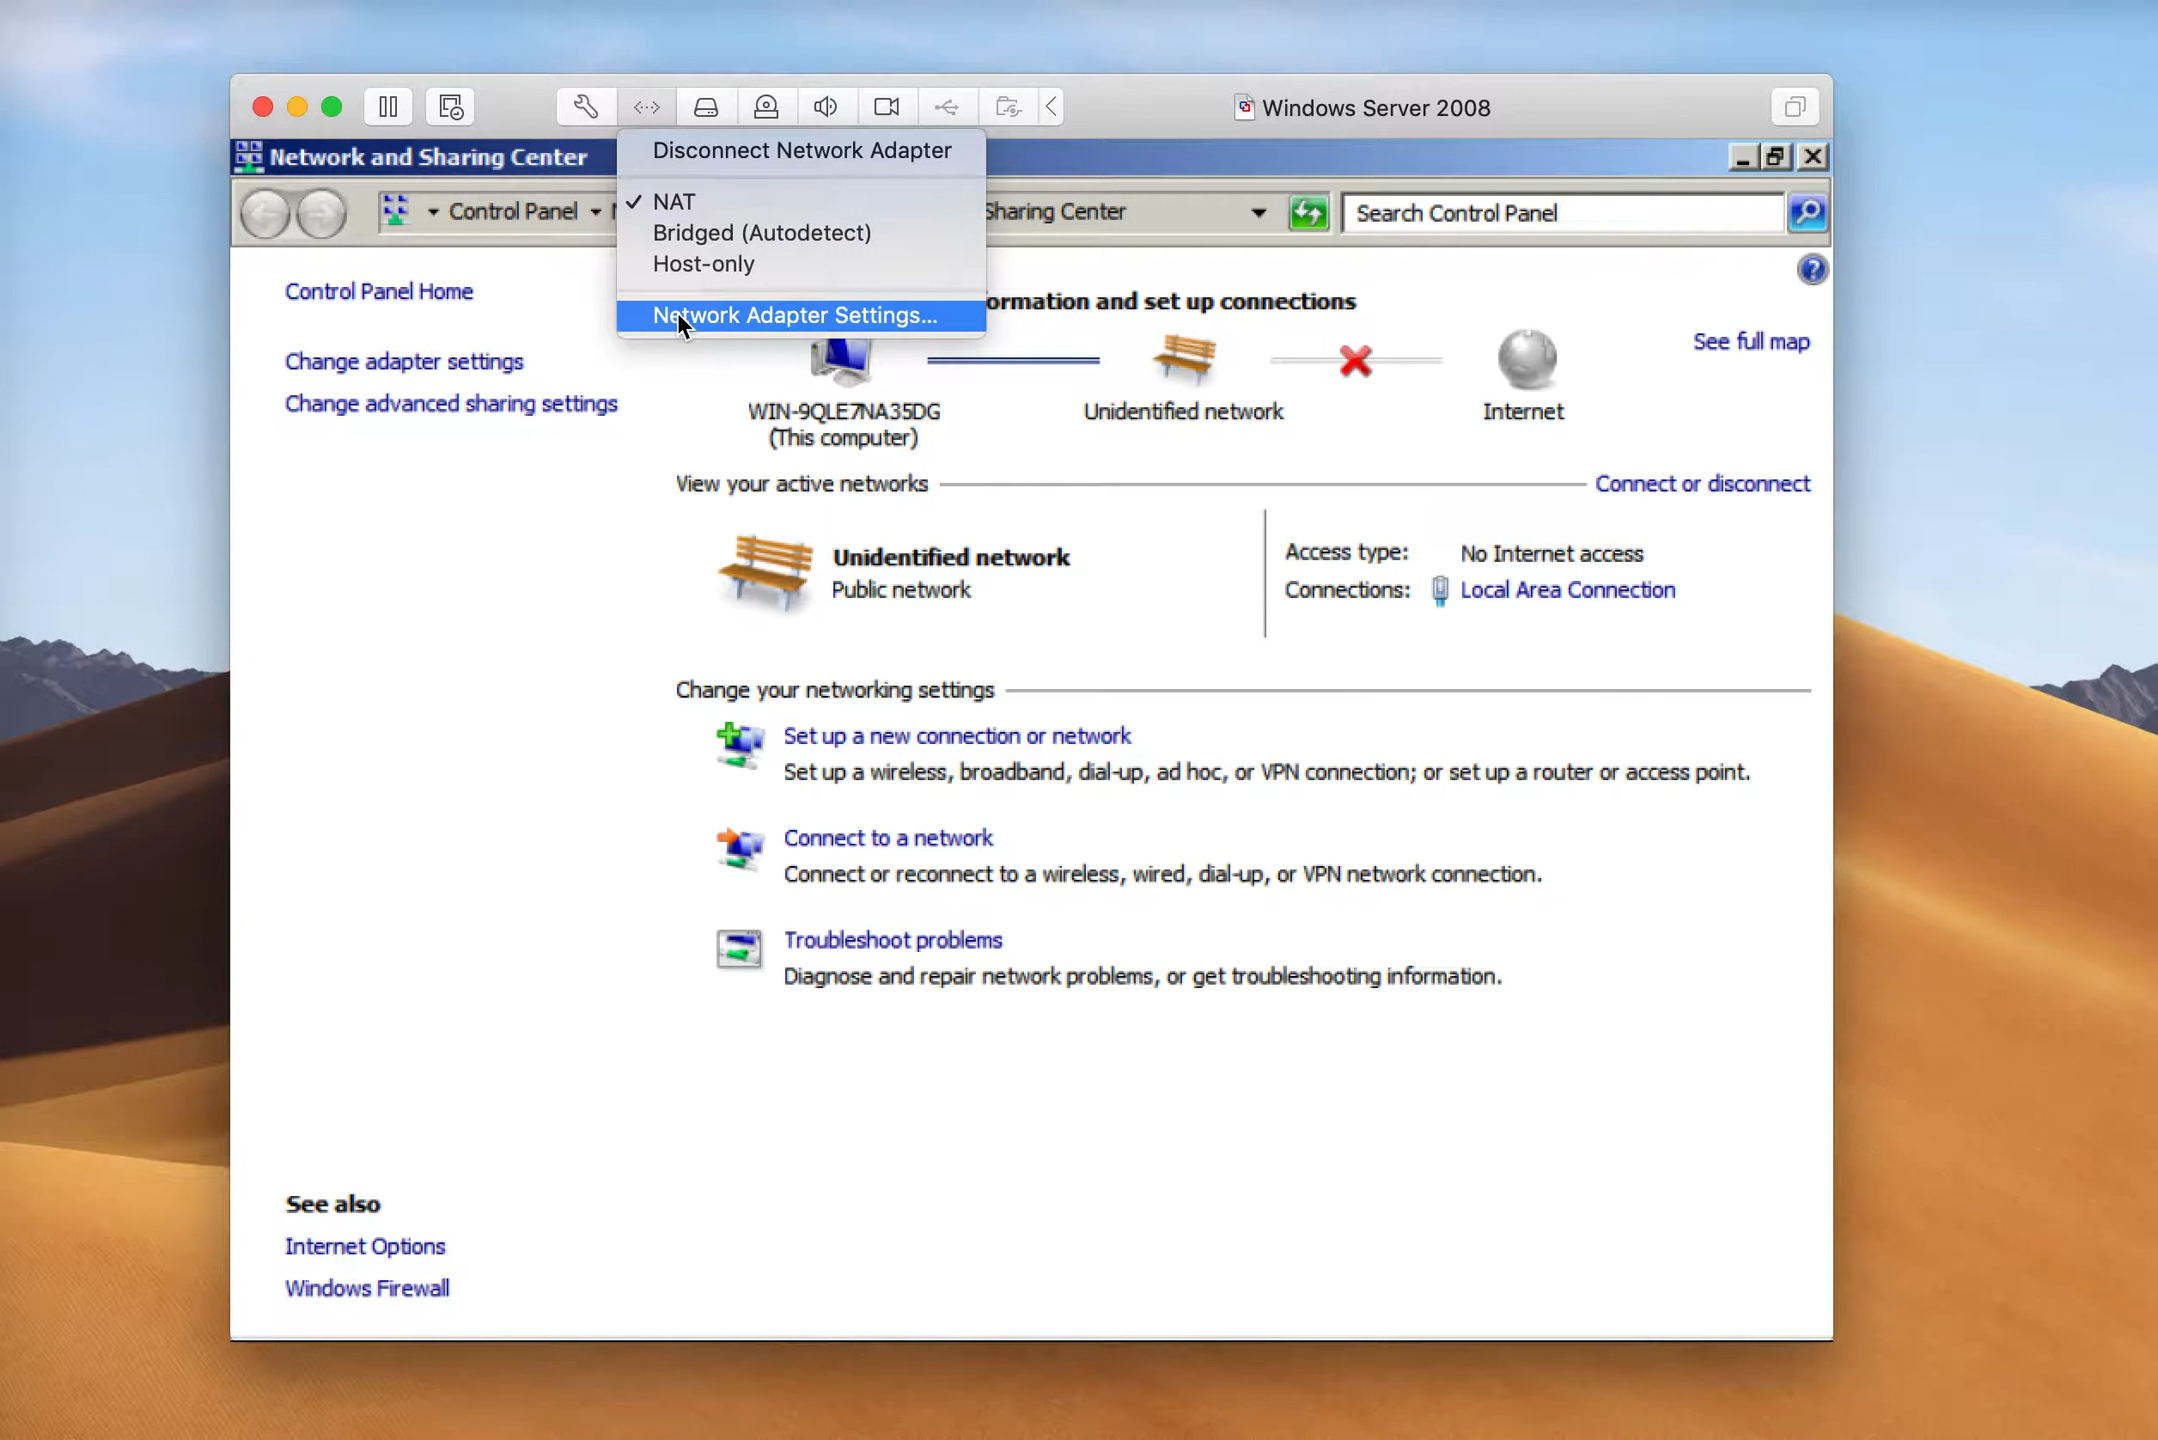 Windows Server 2008
Network and Sharing Center
Disconnect Network Adapter
NAT
Bridged (Autodetect)
Host-only
Network Adapter Settings...
Control Panel
Sharing Center
Search Control Panel
Control Panel Home
Change adapter settings
Change advanced sharing settings
ormation and set up connections
See full map
WIN-9QLE7NA35DG
(This computer)
Unidentified network
Internet
View your active networks
Connect or disconnect
Unidentified network
Public network
Access type: No Internet access
Connections: Local Area Connection
Change your networking settings
Set up a new connection or network
Set up a wireless, broadband, dial-up, ad hoc, or VPN connection; or set up a router or access point.
Connect to a network
Connect or reconnect to a wireless, wired, dial-up, or VPN network connection.
Troubleshoot problems
Diagnose and repair network problems, or get troubleshooting information.
See also
Internet Options
Windows Firewall